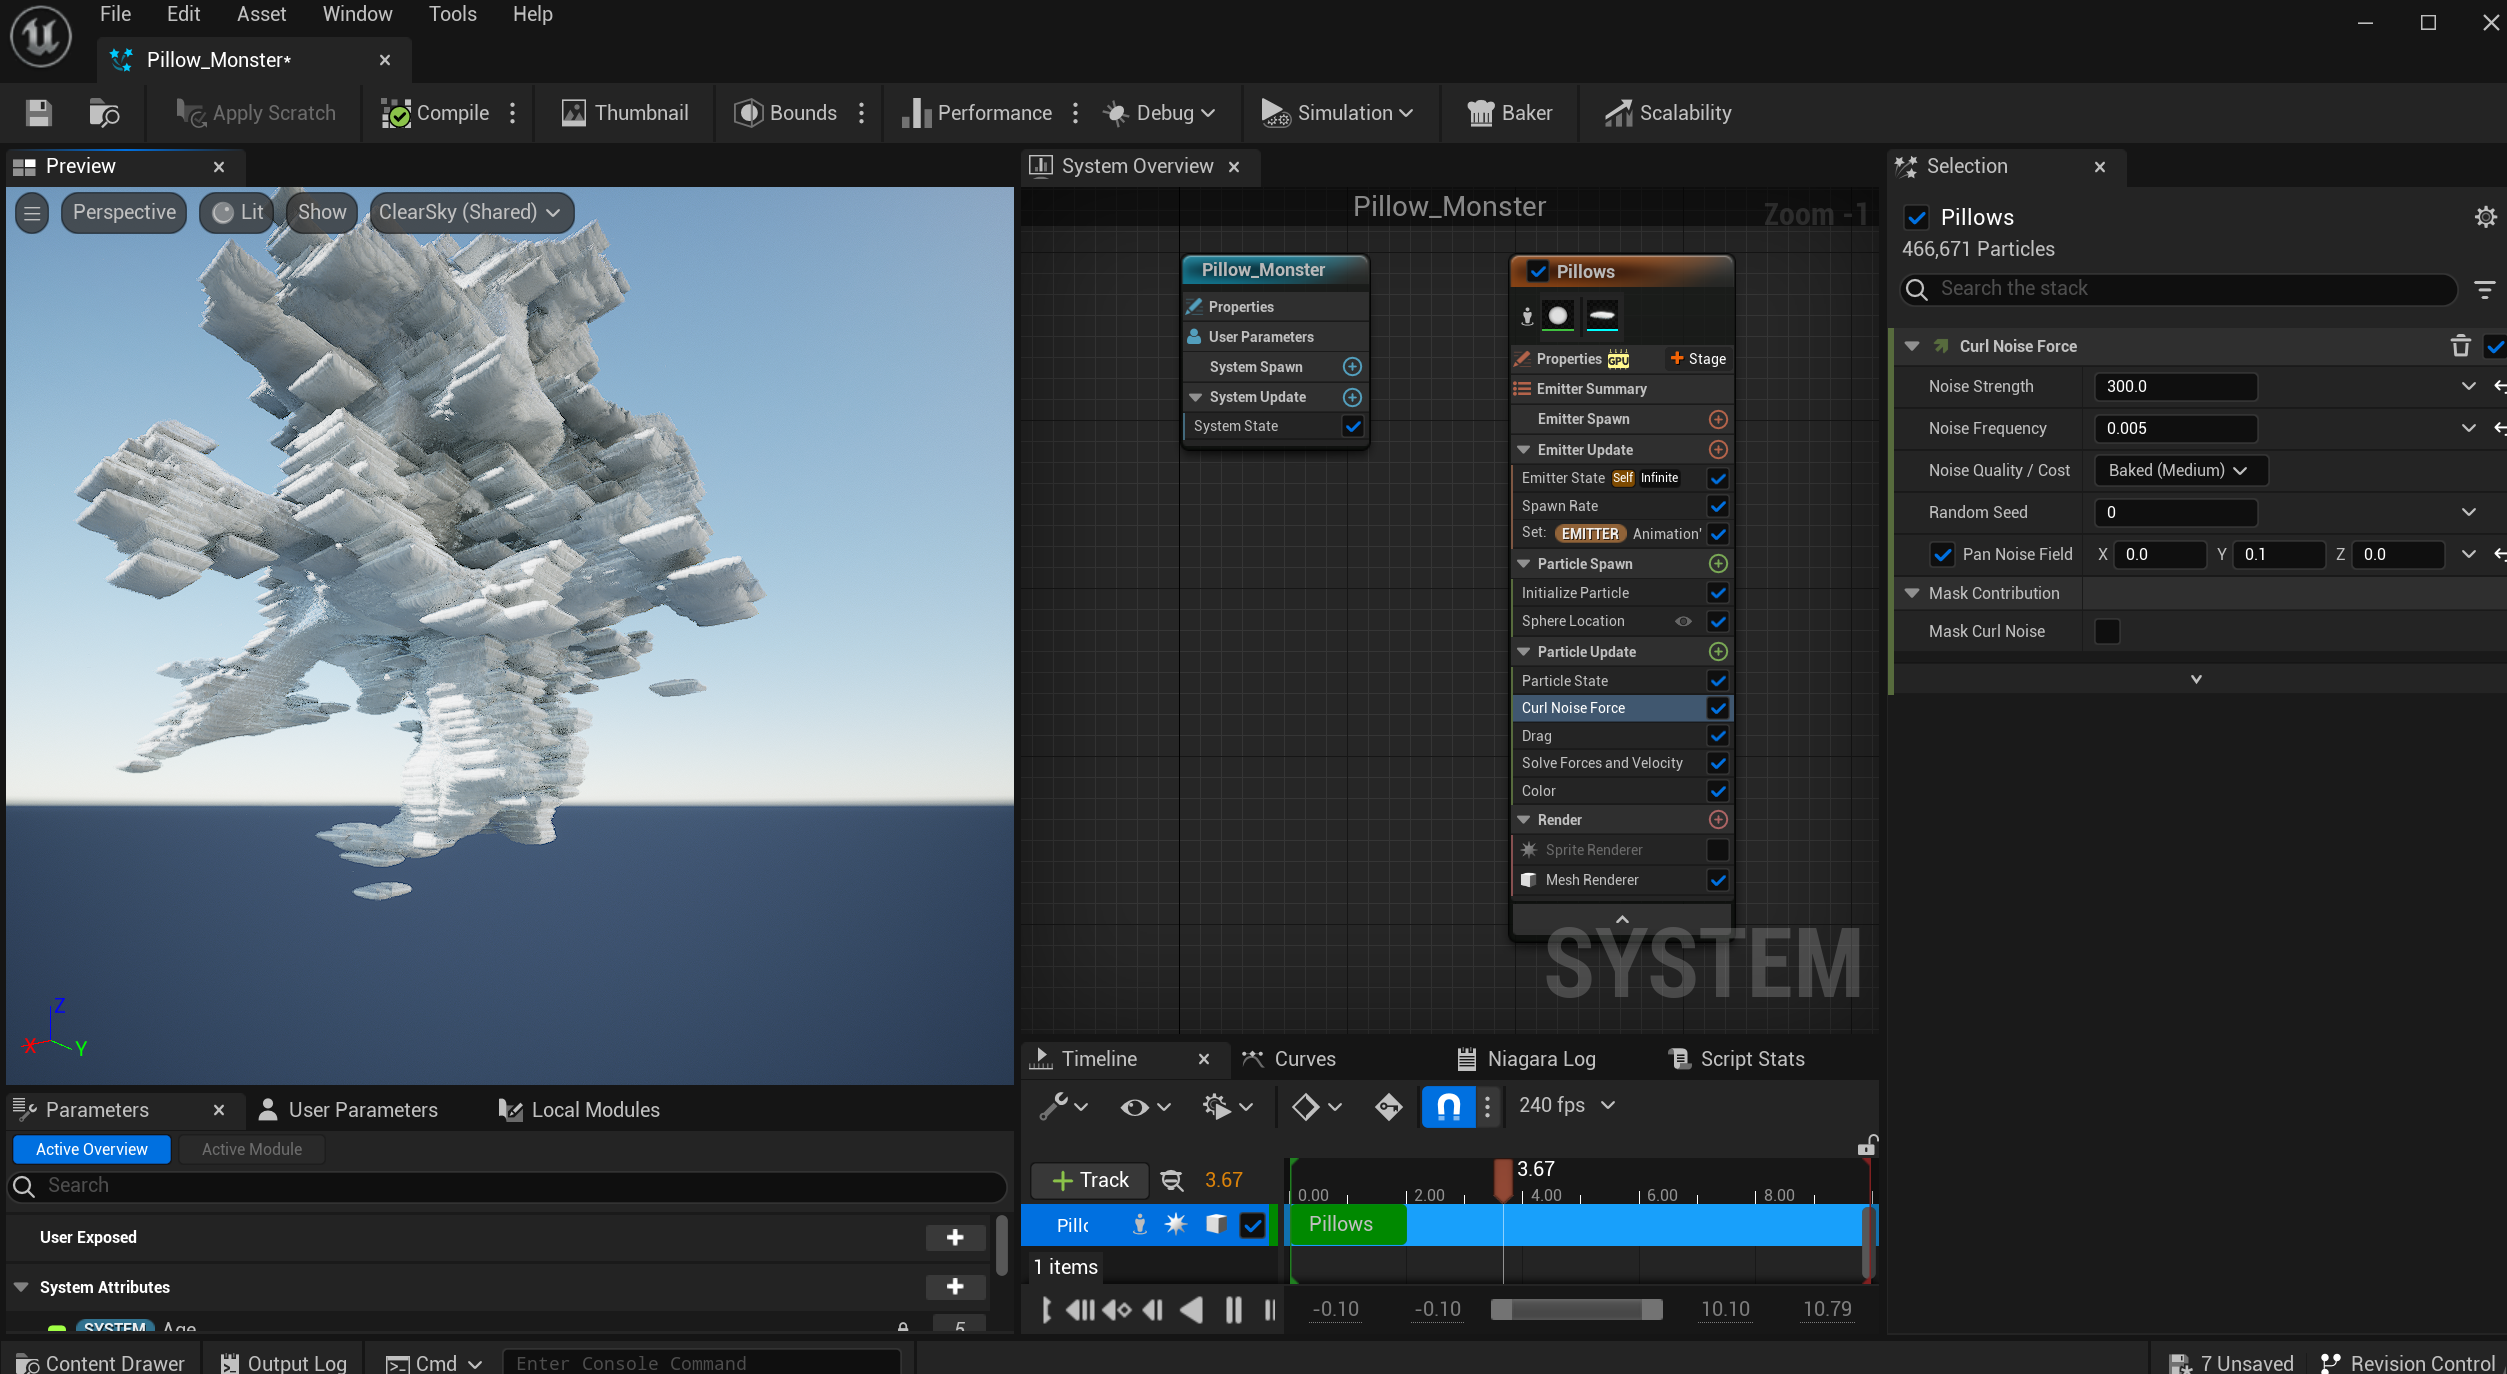 File Edit Asset Window Tools Help
Pillow_Monster*
Apply Scratch Compile Thumbnail Bounds Performance Debug Simulation Baker Scalability
Preview
Perspective Lit Show ClearSky (Shared)
Z
X
Y
System Overview
Pillow_Monster
Zoom -1
Pillow_Monster
Properties
User Parameters
System Spawn
System Update
System State
Pillows
Properties GPU Stage
Emitter Summary
Emitter Spawn
Emitter Update
Emitter State Self Infinite
Spawn Rate
Set: EMITTER Animation'
Particle Spawn
Initialize Particle
Sphere Location
Particle Update
Particle State
Curl Noise Force
Drag
Solve Forces and Velocity
Color
Render
Sprite Renderer
Mesh Renderer
SYSTEM
Selection
Pillows
466,671 Particles
Search the stack
Curl Noise Force
Noise Strength 300.0
Noise Frequency 0.005
Noise Quality / Cost Baked (Medium)
Random Seed 0
Pan Noise Field X 0.0 Y 0.1 Z 0.0
Mask Contribution
Mask Curl Noise
Parameters User Parameters Local Modules
Active Overview Active Module
Search
User Exposed
System Attributes
SYSTEM Age 5
Timeline Curves Niagara Log Script Stats
240 fps
Track 3.67
3.67
0.00 2.00 4.00 6.00 8.00
Pillo
Pillows
1 items
-0.10 -0.10 10.10 10.79
Content Drawer Output Log Cmd Enter Console Command 7 Unsaved Revision Control